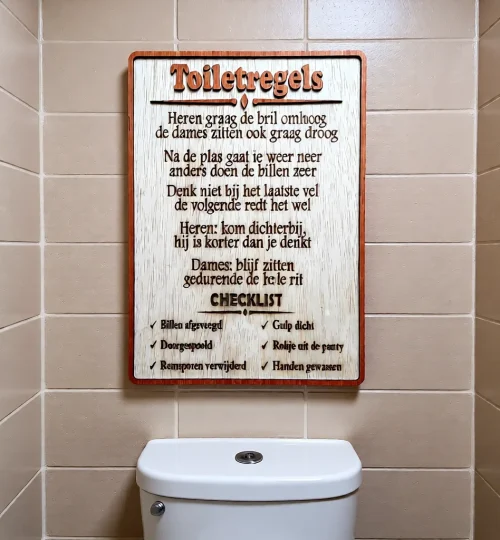 Toiletregels
Heren graag de bril omhoog
de dames zitten ook graag droog
Na de plas gaat ie weer neer
anders doen de billen zeer
Denk niet bij het laatste vel
de volgende redt het wel
Heren: kom dichterbij,
hij is korter dan je denkt
Dames: blijf zitten
gedurende de hele rit
CHECKLIST
✓ Billen afgeveegd
✓ Gulp dicht
✓ Doorgespoeld
✓ Rokje uit de panty
✓ Remsporen verwijderd
✓ Handen gewassen